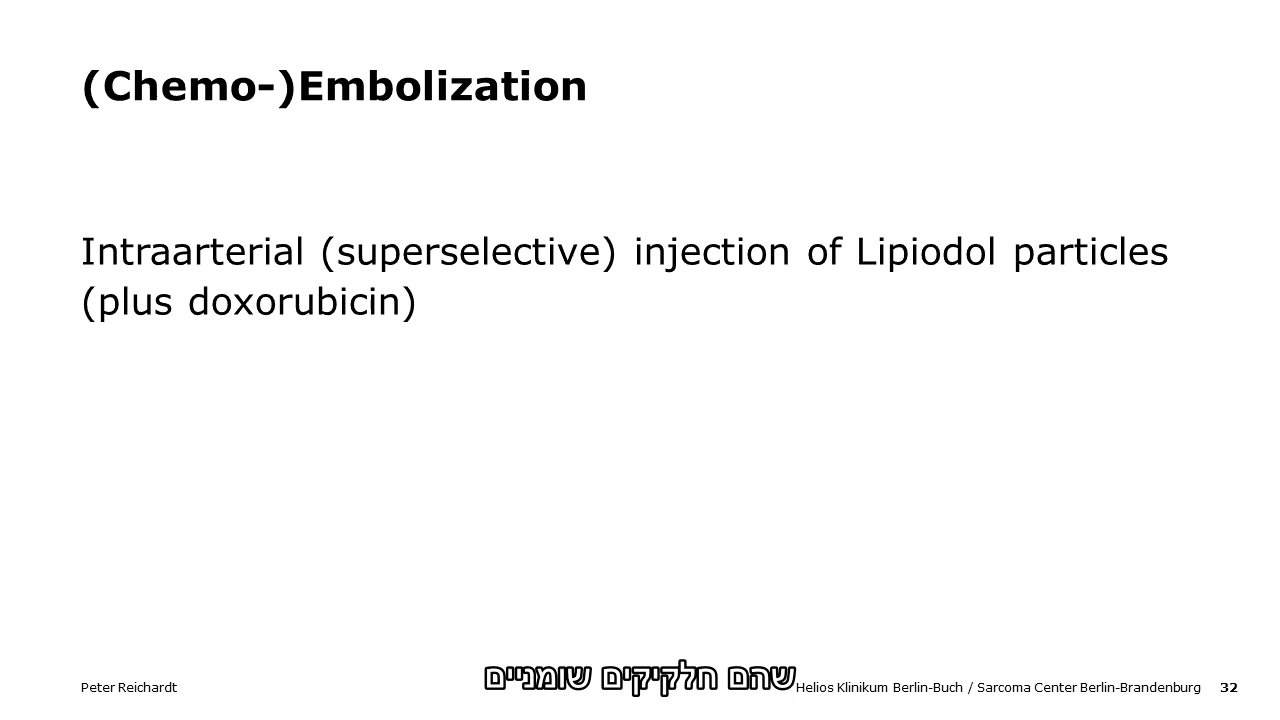 (Chemo-)Embolization
Intraarterial (superselective) injection of Lipiodol particles
(plus doxorubicin)
שהם חלקיקים שומניים
Peter Reichardt
Helios Klinikum Berlin-Buch / Sarcoma Center Berlin-Brandenburg 32